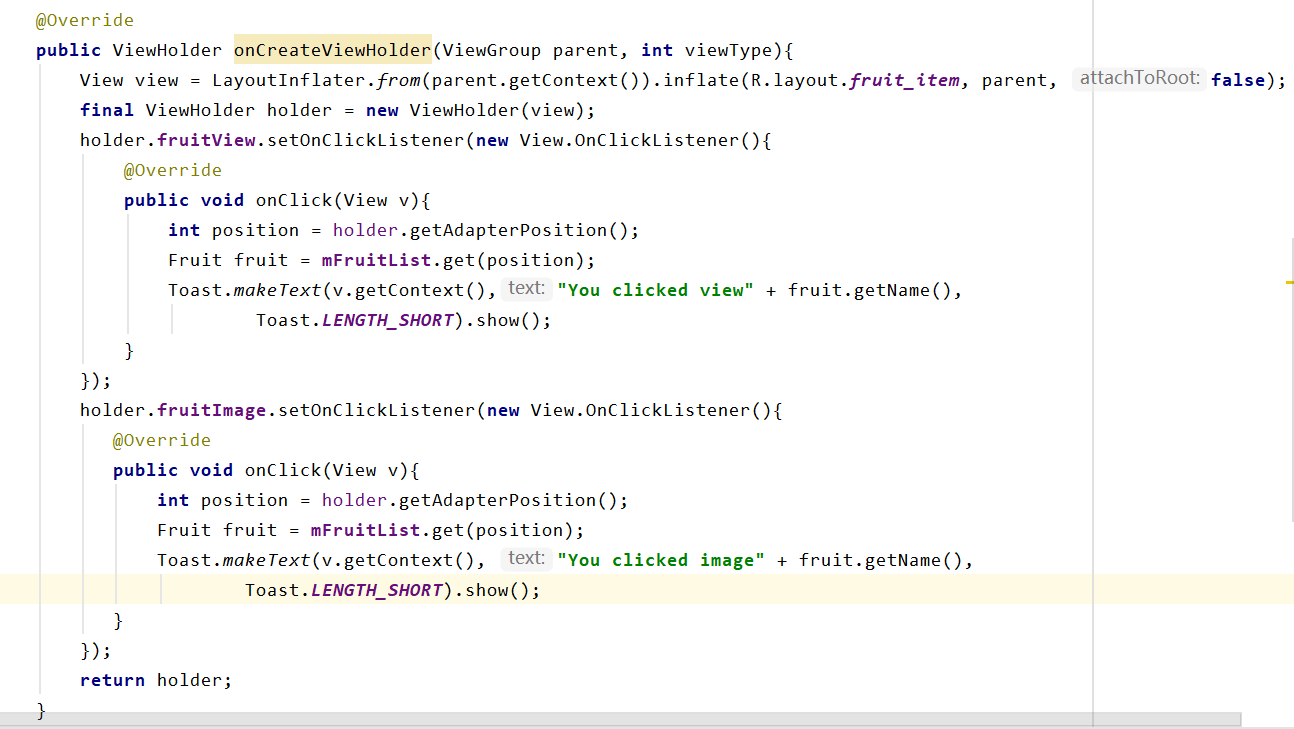 @Override
public ViewHolder onCreateViewHolder(ViewGroup parent, int viewType){
View view = LayoutInflater.from(parent.getContext()).inflate(R.layout.fruit_item, parent, attachToRoot: false);
final ViewHolder holder = new ViewHolder(view);
holder.fruitView.setOnClickListener(new View.OnClickListener(){
@Override
public void onClick(View v){
int position = holder.getAdapterPosition();
Fruit fruit = mFruitList.get(position);
Toast.makeText(v.getContext(), text: "You clicked view" + fruit.getName(),
Toast.LENGTH_SHORT).show();
}
});
holder.fruitImage.setOnClickListener(new View.OnClickListener(){
@Override
public void onClick(View v){
int position = holder.getAdapterPosition();
Fruit fruit = mFruitList.get(position);
Toast.makeText(v.getContext(), text: "You clicked image" + fruit.getName(),
Toast.LENGTH_SHORT).show();
}
});
return holder;
}